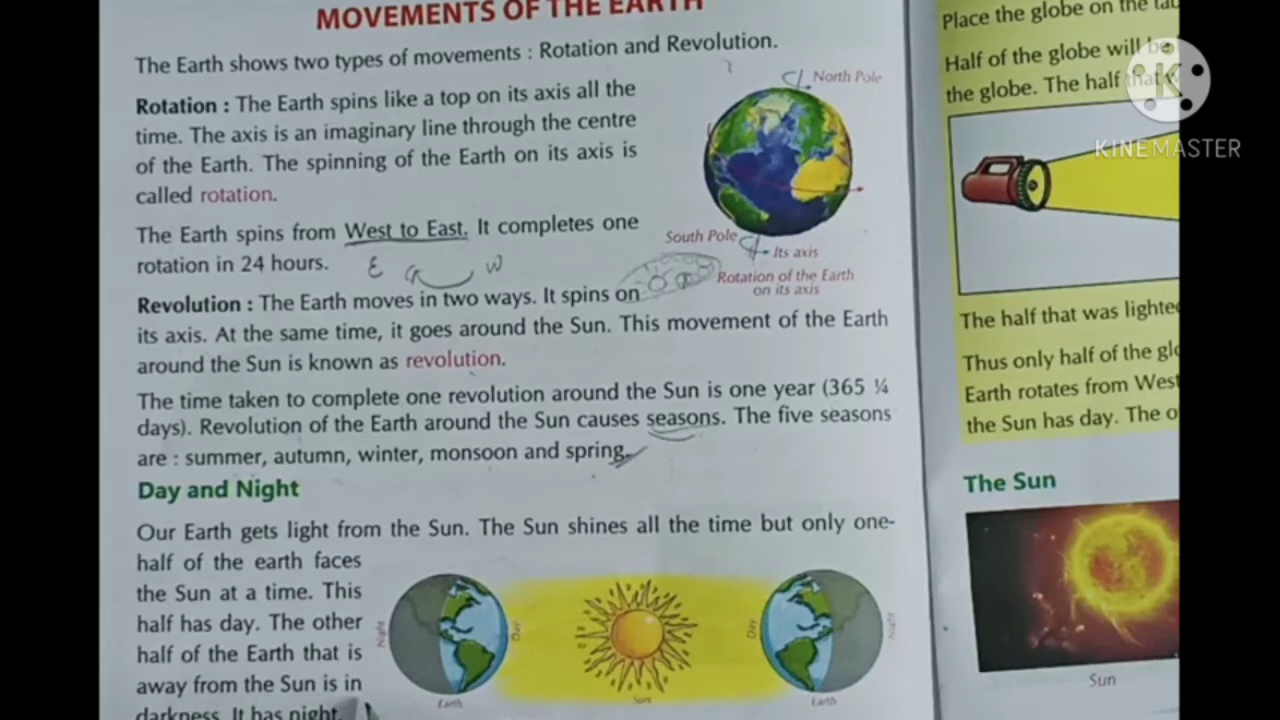 MOVEMENTS OF THE EARTH
The Earth shows two types of movements : Rotation and Revolution.
Rotation : The Earth spins like a top on its axis all the
time. The axis is an imaginary line through the centre
of the Earth. The spinning of the Earth on its axis is
called rotation.
The Earth spins from West to East. It completes one
rotation in 24 hours.
E W
North Pole
South Pole
Its axis
Rotation of the Earth
on its axis
Revolution : The Earth moves in two ways. It spins on
its axis. At the same time, it goes around the Sun. This movement of the Earth
around the Sun is known as revolution.
The time taken to complete one revolution around the Sun is one year (365 ¼
days). Revolution of the Earth around the Sun causes seasons. The five seasons
are : summer, autumn, winter, monsoon and spring.
Day and Night
Our Earth gets light from the Sun. The Sun shines all the time but only one-
half of the earth faces
the Sun at a time. This
half has day. The other
half of the Earth that is
away from the Sun is in
darkness. It has night.
Night
Day
Earth
Sun
Day
Night
Earth
Place the globe on the
Half of the globe will be
the globe. The half that
The half that was
Thus only half of the
Earth rotates from
the Sun has day. The
The Sun
Sun
KINEMASTER